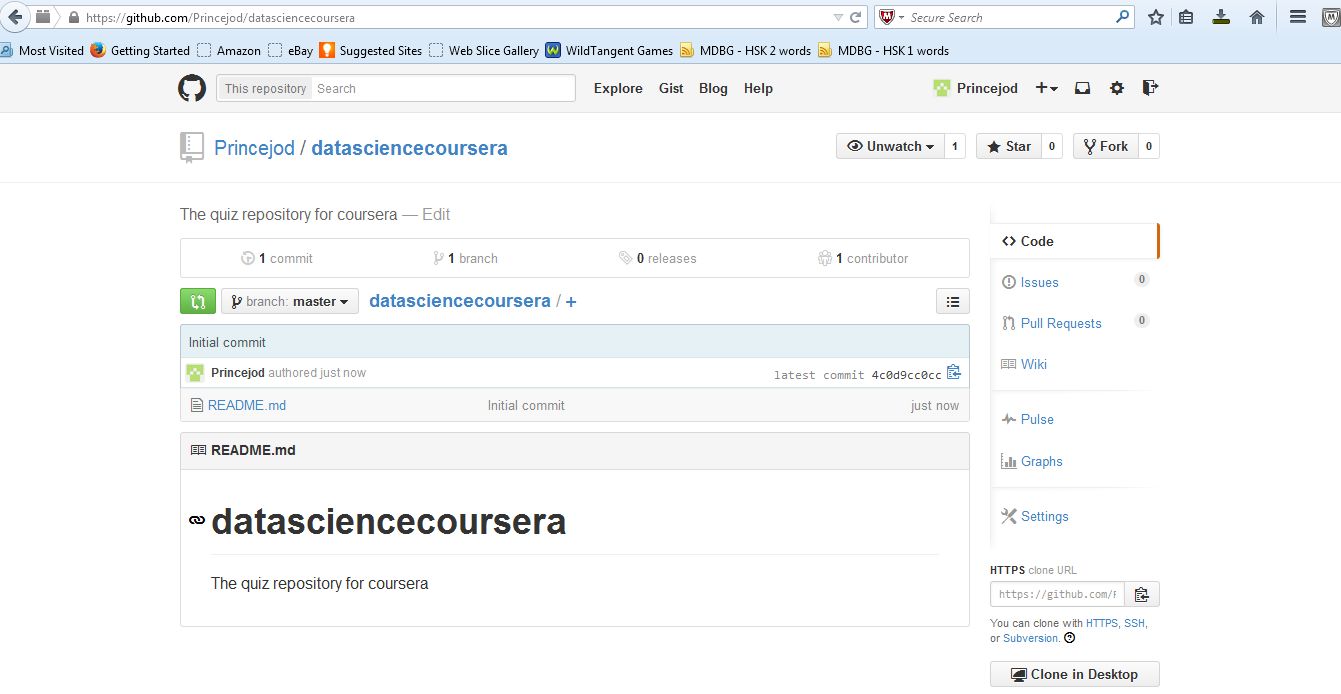 https://github.com/Princejod/datasciencecoursera
Secure Search
Most Visited Getting Started Amazon eBay Suggested Sites Web Slice Gallery WildTangent Games MDBG - HSK 2 words MDBG - HSK 1 words
This repository Search Explore Gist Blog Help Princejod
Princejod / datasciencecoursera Unwatch 1 Star 0 Fork 0
The quiz repository for coursera — Edit
1 commit 1 branch 0 releases 1 contributor
branch: master datasciencecoursera / +
Initial commit
Princejod authored just now latest commit 4c0d9cc0cc
README.md Initial commit just now
README.md
datasciencecoursera
The quiz repository for coursera
Code
Issues 0
Pull Requests 0
Wiki
Pulse
Graphs
Settings
HTTPS clone URL
https://github.com/
You can clone with HTTPS, SSH,
or Subversion.
Clone in Desktop